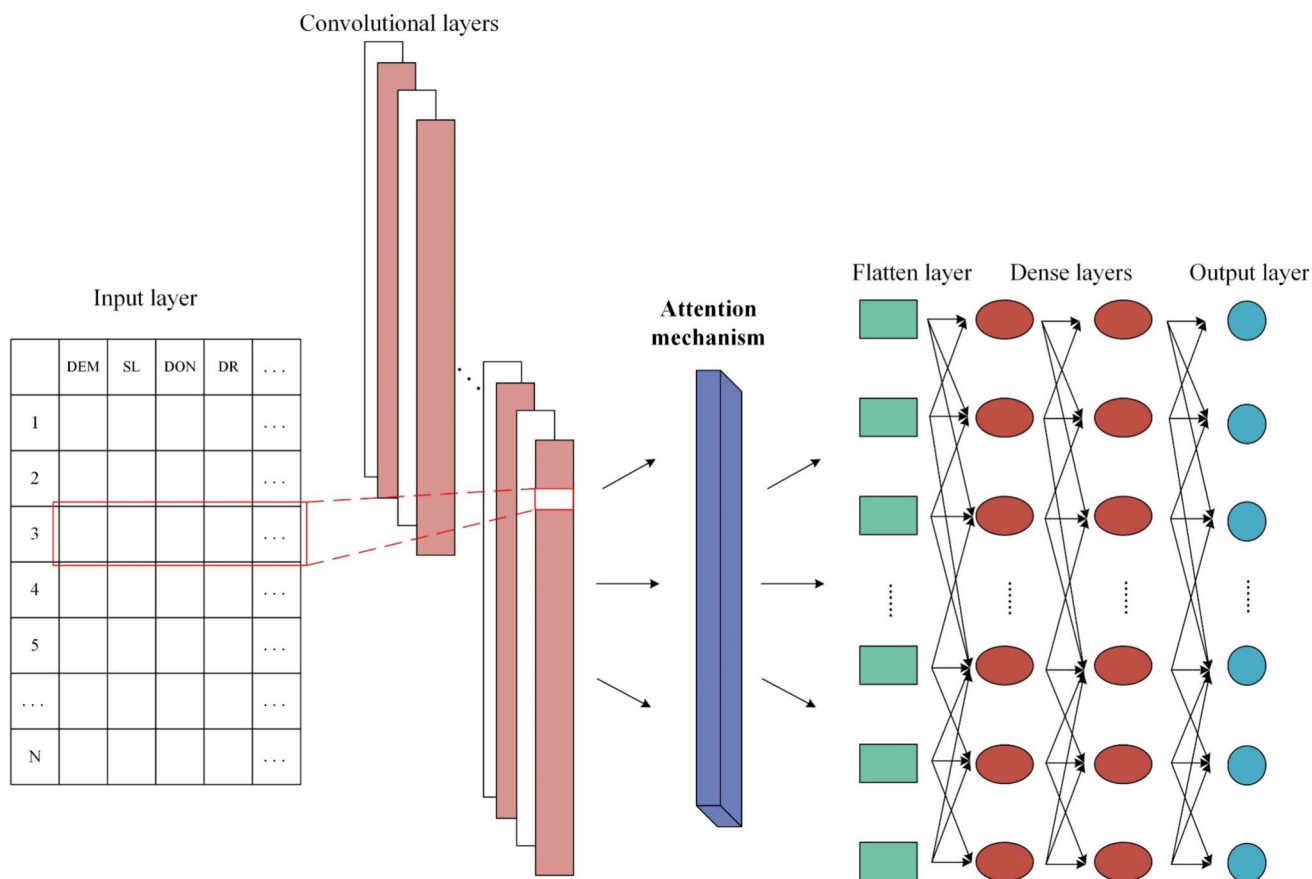 Convolutional layers
Input layer
DEM SL DON DR ...
1 ...
2 ...
3 ...
4 ...
5 ...
... ...
N ...
Attention
mechanism
Flatten layer Dense layers Output layer